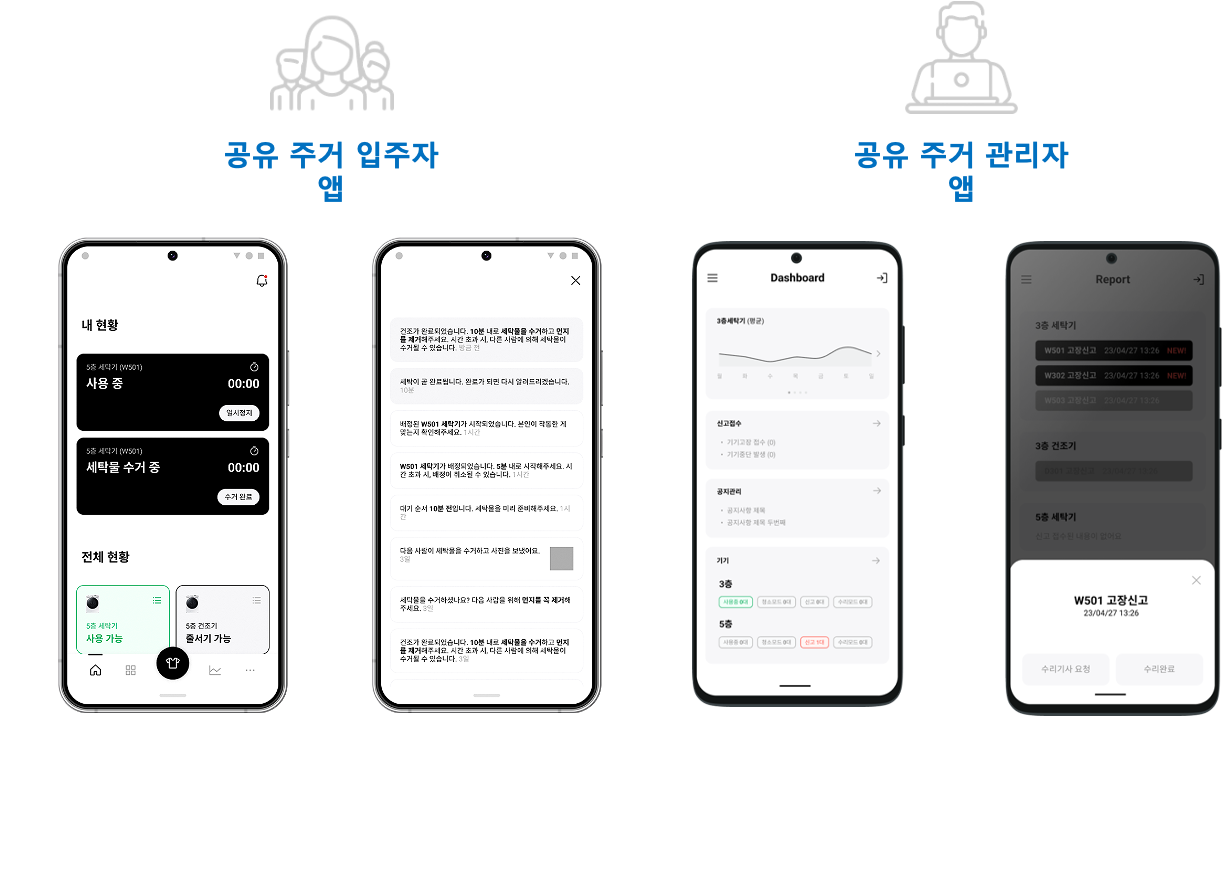 공유 주거 입주자
앱
공유 주거 관리자
앱
내 현황
5층 세탁기 (W501)
사용 중
00:00
일시정지
5층 세탁기 (W501)
세탁물 수거 중
00:00
수거 완료
전체 현황
5층 세탁기
사용 가능
5층 건조기
줄서기 가능
건조가 완료되었습니다. 10분 내로 세탁물을 수거하고 먼지
를 제거해주세요. 시간 초과 시, 다른 사람에 의해 세탁물이
수거될 수 있습니다. 방금 전
세탁이 곧 완료됩니다. 완료가 되면 다시 알려드리겠습니다.
10분
배정된 W501 세탁기가 시작되었습니다. 본인이 작동한 게
맞는지 확인해주세요. 1시간
W501 세탁기가 배정되었습니다. 5분 내로 시작해주세요. 시
간 초과 시, 배정이 취소될 수 있습니다. 1시간
대기 순서 10분 전입니다. 세탁물을 미리 준비해주세요. 1시
간
다음 사람이 세탁물을 수거하고 사진을 보냈어요.
3일
세탁물을 수거하셨나요? 다음 사람을 위해 먼지를 꼭 제거해
주세요. 3일
건조가 완료되었습니다. 10분 내로 세탁물을 수거하고 먼지
를 제거해주세요. 시간 초과 시, 다른 사람에 의해 세탁물이
수거될 수 있습니다. 3일
Dashboard
3층세탁기 (평균)
월 화 수 목 금 토 일
신고접수
• 기기고장 접수 (0)
• 기기중단 발생 (0)
공지관리
• 공지사항 제목
• 공지사항 제목 두번째
기기
3층
사용중 0대 청소모드 0대 신고 0대 수리모드 0대
5층
사용중 0대 청소모드 0대 신고 1대 수리모드 0대
Report
3층 세탁기
W501 고장신고 23/04/27 13:26 NEW!
W302 고장신고 23/04/27 13:26 NEW!
W503 고장신고 23/04/27 13:26
3층 건조기
5층 세탁기
신고 접수된 내용이 없어요
W501 고장신고
23/04/27 13:26
수리기사 요청
수리완료